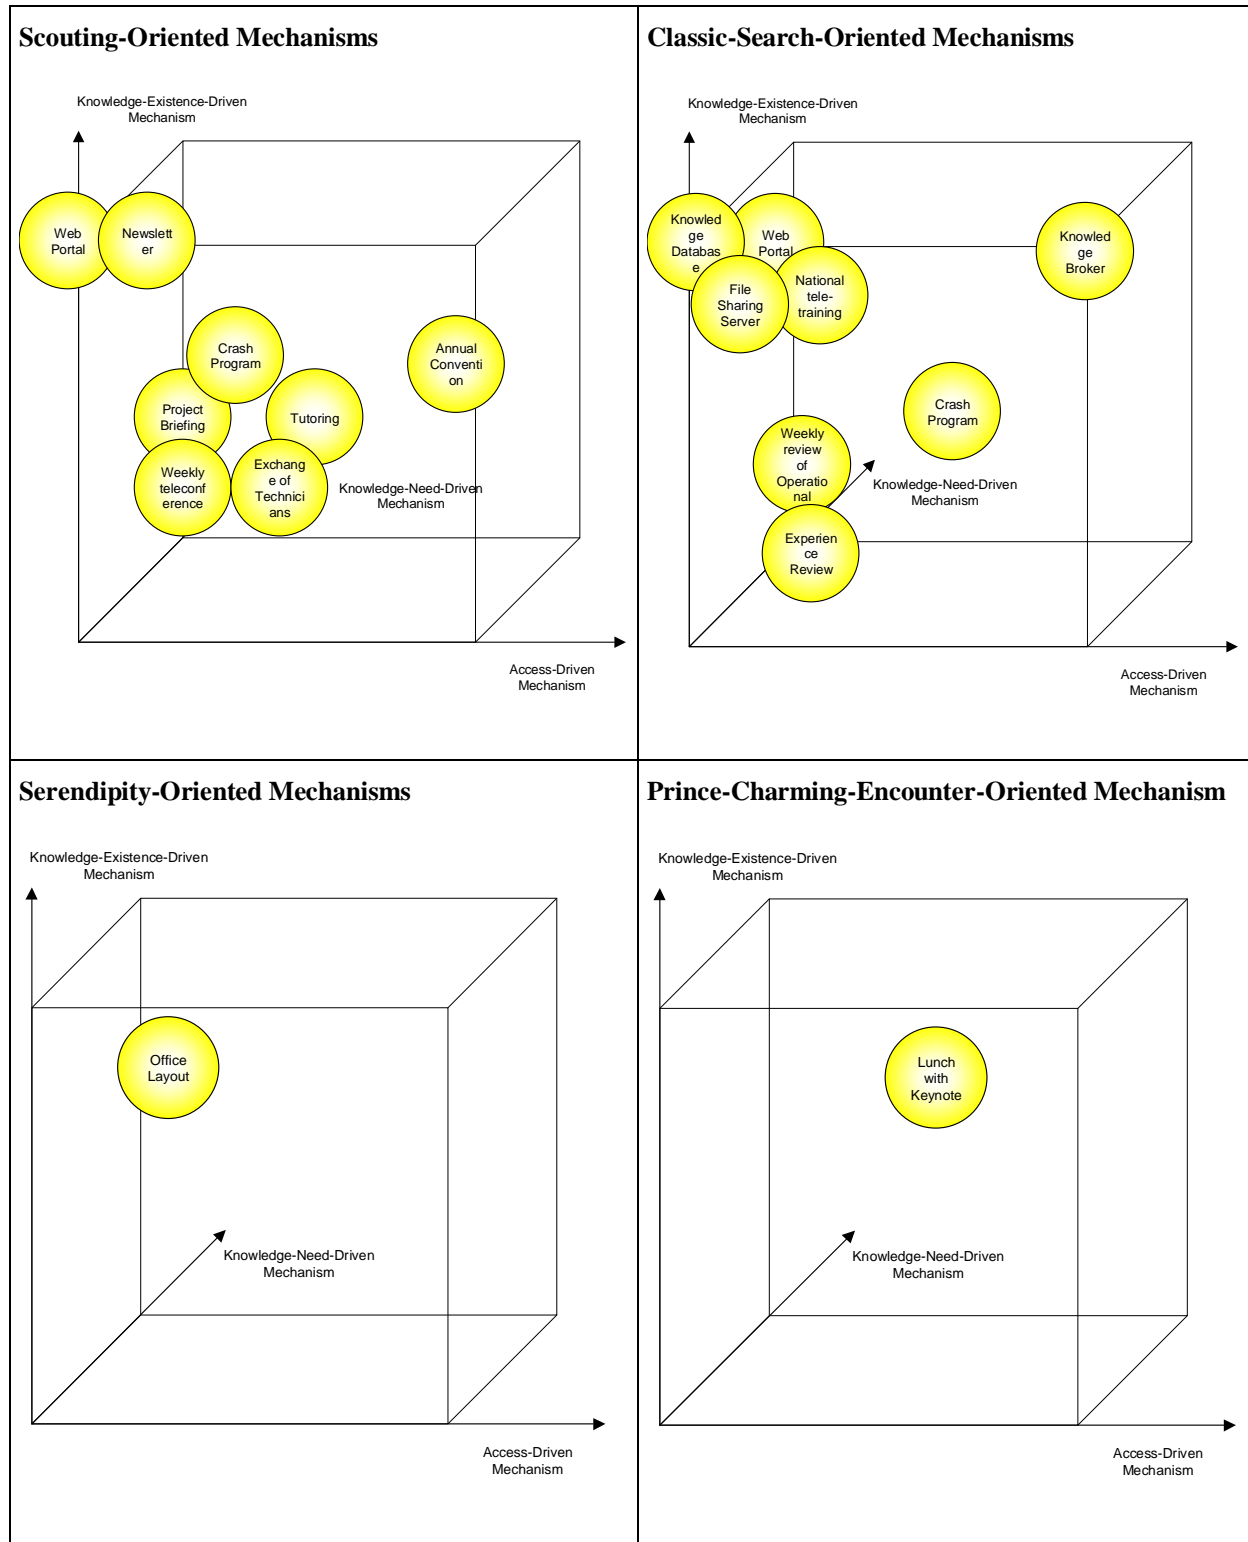 Scouting-Oriented Mechanisms
Knowledge-Existence-Driven
Mechanism
Web
Portal
Newslett
er
Crash
Program
Annual
Conventi
on
Project
Briefing
Tutoring
Weekly
teleconf
erence
Exchang
e of
Technici
ans
Knowledge-Need-Driven
Mechanism
Access-Driven
Mechanism
Classic-Search-Oriented Mechanisms
Knowledge-Existence-Driven
Mechanism
Knowled
ge
Databas
e
Web
Portal
Knowled
ge
Broker
File
Sharing
Server
National
tele-
training
Crash
Program
Weekly
review
of
Operatio
nal
Knowledge-Need-Driven
Mechanism
Experien
ce
Review
Access-Driven
Mechanism
Serendipity-Oriented Mechanisms
Knowledge-Existence-Driven
Mechanism
Office
Layout
Knowledge-Need-Driven
Mechanism
Access-Driven
Mechanism
Prince-Charming-Encounter-Oriented Mechanism
Knowledge-Existence-Driven
Mechanism
Lunch
with
Keynote
Knowledge-Need-Driven
Mechanism
Access-Driven
Mechanism